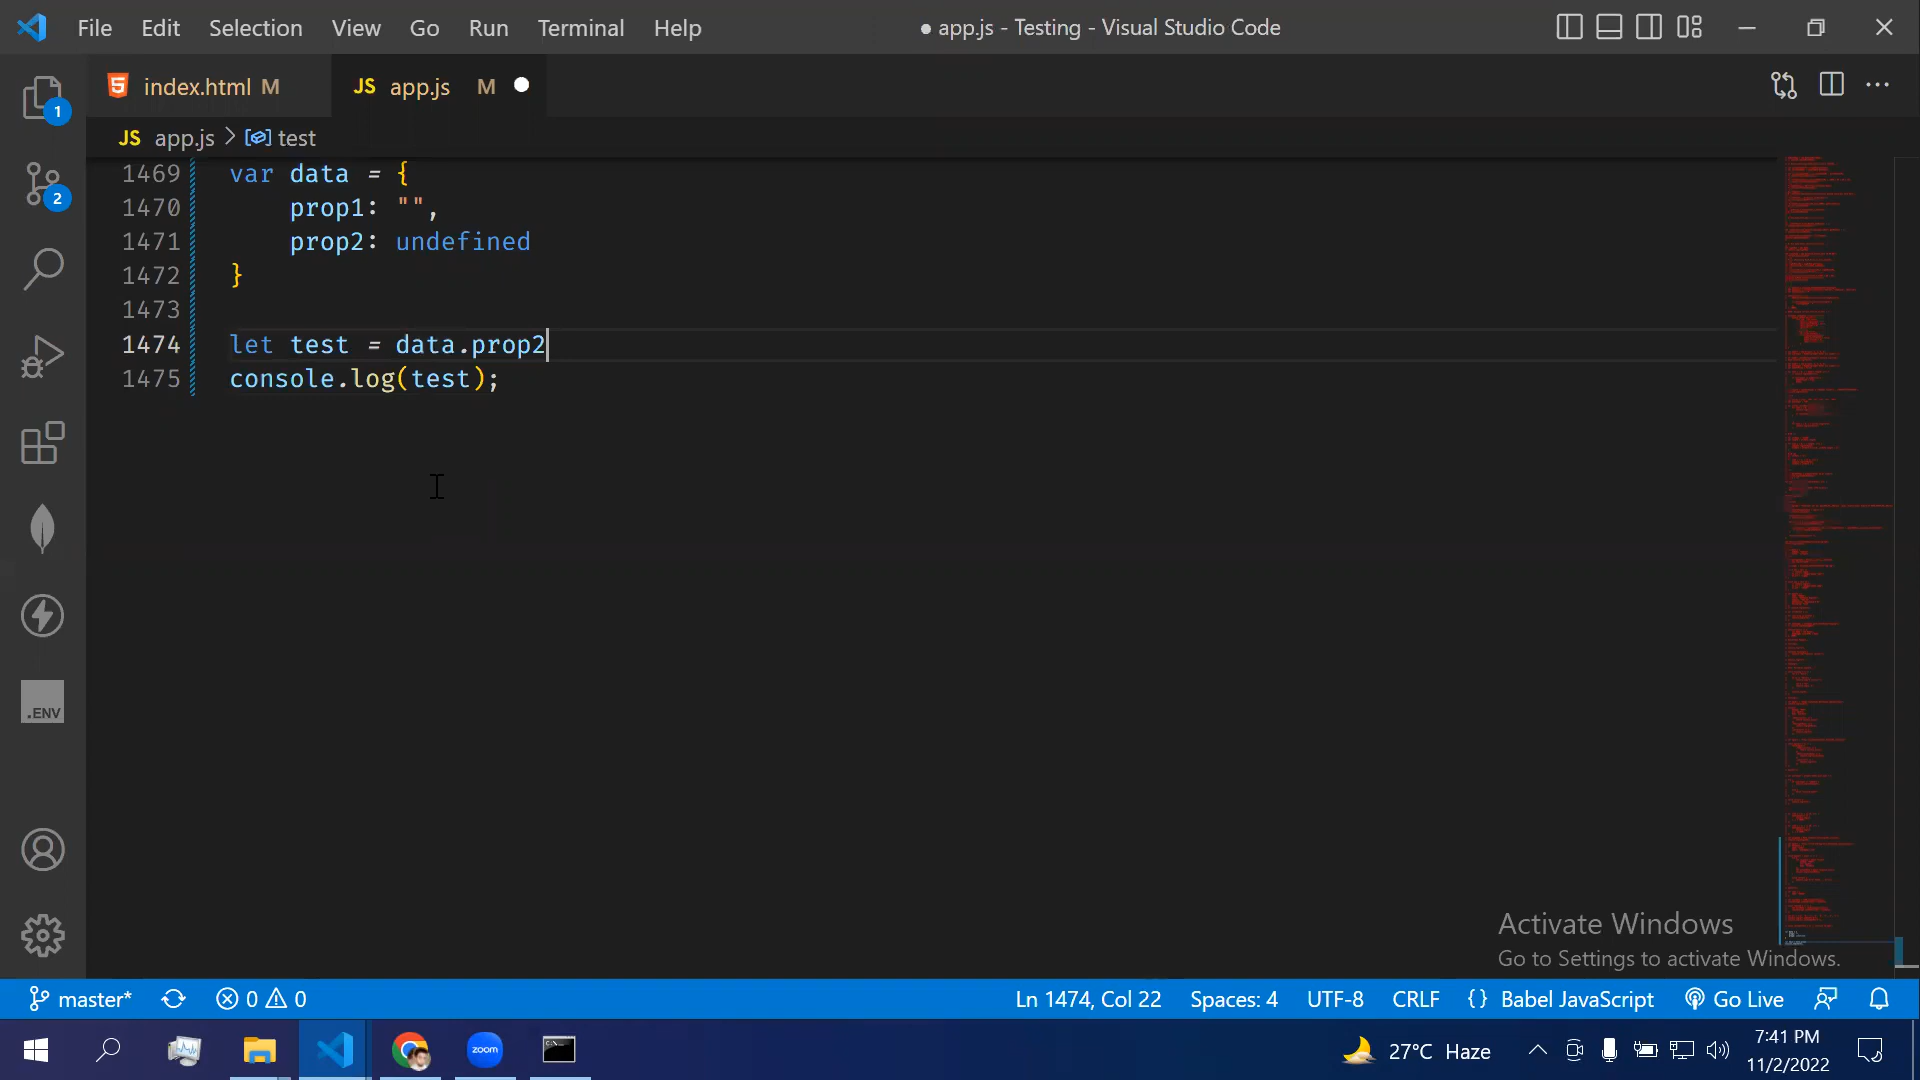 File Edit Selection View Go Run Terminal Help
● app.js - Testing - Visual Studio Code
index.html M
JS app.js M
JS app.js > test
1
2
.ENV
1469 var data = {
1470 prop1: "",
1471 prop2: undefined
1472 }
1473
1474 let test = data.prop2
1475 console.log(test);
Activate Windows
Go to Settings to activate Windows.
master* 0 0 Ln 1474, Col 22 Spaces: 4 UTF-8 CRLF {} Babel JavaScript Go Live
zoom
27°C Haze
7:41 PM
11/2/2022